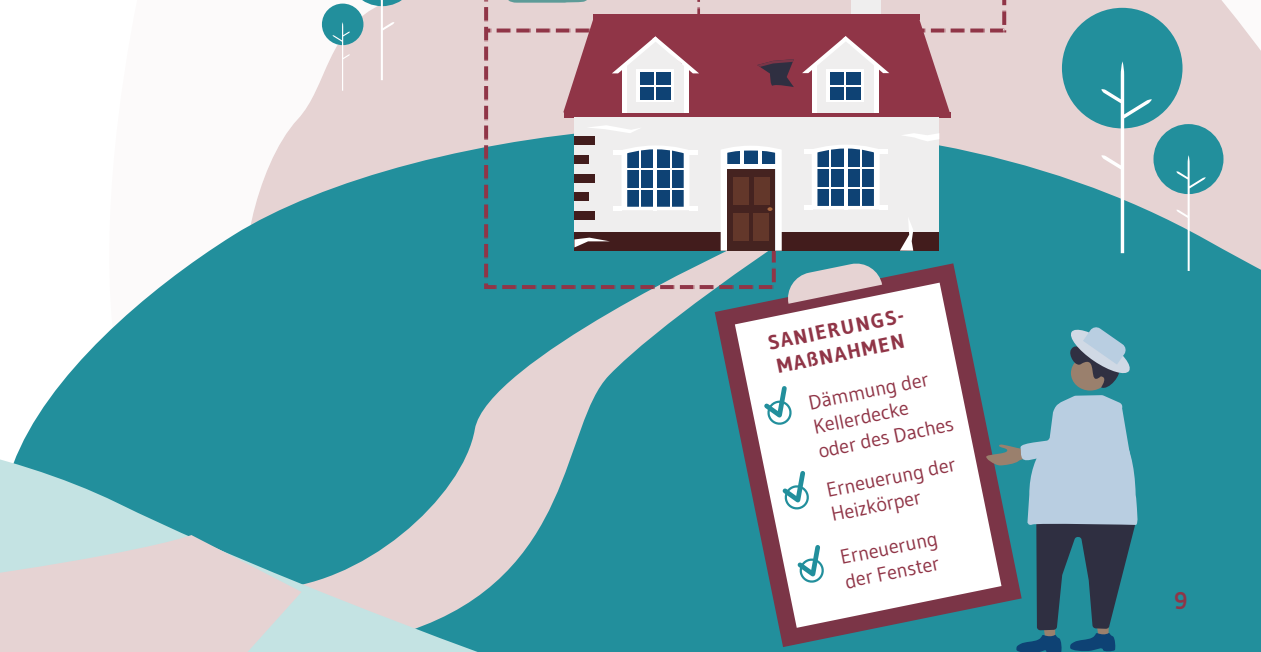 SANIERUNGS-
MAßNAHMEN
Dämmung der
Kellerdecke
oder des Daches
Erneuerung der
Heizkörper
Erneuerung
der Fenster
9